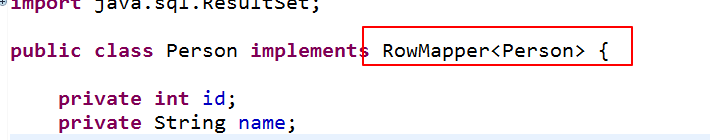 import java.sql.ResultSet;
public class Person implements RowMapper<Person> {
private int id;
private String name;